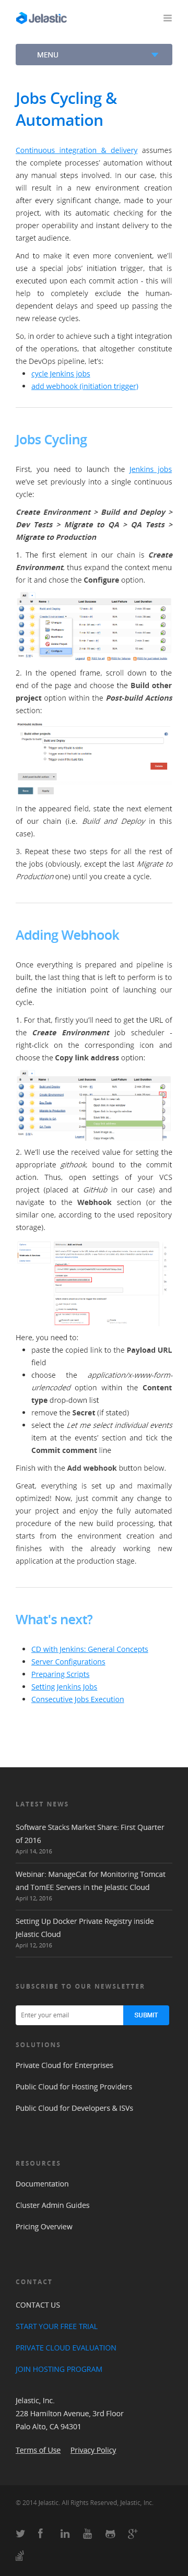 Jelastic
MENU
Jobs Cycling &
Automation
Continuous integration & delivery assumes
the complete processes' automation without
any manual steps involved. In our case, this
will result in a new environment creation
after every significant change, made to your
project, with its automatic checking for the
proper operability and instant delivery to the
target audience.
And to make it even more convenient, we'll
use a special jobs' initiation trigger, that is
executed upon each commit action - this will
help to completely exclude the human-
dependent delays and speed up passing the
new release cycles.
So, in order to achieve such a tight integration
of the operations, that altogether constitute
the DevOps pipeline, let's:
cycle Jenkins jobs
add webhook (initiation trigger)
Jobs Cycling
First, you need to launch the Jenkins jobs
we've set previously into a single continuous
cycle:
Create Environment > Build and Deploy >
Dev Tests > Migrate to QA > QA Tests >
Migrate to Production
1. The first element in our chain is Create
Environment, thus expand the menu
for it and choose the Configure option.
2. In the opened frame, scroll down to the
end of the page and choose the Build other
project option within the Post-build Actions
section:
In the appeared field, state the next element
of our chain (i.e. Build and Deploy in this
case).
3. Repeat these two steps for all the rest of
the jobs (obviously, except the last Migrate to
Production one) until you create a cycle.
Adding Webhook
Once everything is prepared and pipeline is
built, the last thing that is left to perform is to
define the initiation point of launching our
cycle.
1. For that, firstly you'll need to get the URL of
the Create Environment job scheduler -
right-click on the corresponding icon and
choose the Copy link address option:
2. We'll use the received value for setting the
appropriate githook, bound to the commit
action. Thus, open settings of your VCS
project (placed at GitHub in our case) and
navigate to the Webhook section (or the
similar one, according to the used repository
storage).
Here, you need to:
paste the copied link to the Payload URL
field
choose the application/x-www-form-
urlencoded option within the Content
type drop-down list
remove the Secret (if stated)
select the Let me select individual events
item at the events' section and tick the
Commit comment line
Finish with the Add webhook button below.
Great, everything is set up and maximally
optimized! Now, just commit any change to
your project and enjoy the fully automated
procedure of the new build processing, that
starts from the environment creation and
finishes with the already working new
application at the production stage.
What's next?
CD with Jenkins: General Concepts
Server Configurations
Preparing Scripts
Setting Jenkins Jobs
Consecutive Jobs Execution
LATEST NEWS
Software Stacks Market Share: First Quarter
of 2016
April 14, 2016
Webinar: ManageCat for Monitoring Tomcat
and TomEE Servers in the Jelastic Cloud
April 12, 2016
Setting Up Docker Private Registry inside
Jelastic Cloud
April 12, 2016
SUBSCRIBE TO OUR NEWSLETTER
Enter your email
SUBMIT
SOLUTIONS
Private Cloud for Enterprises
Public Cloud for Hosting Providers
Public Cloud for Developers & ISVs
RESOURCES
Documentation
Cluster Admin Guides
Pricing Overview
CONTACT
CONTACT US
START YOUR FREE TRIAL
PRIVATE CLOUD EVALUATION
JOIN HOSTING PROGRAM
Jelastic, Inc.
228 Hamilton Avenue, 3rd Floor
Palo Alto, CA 94301
Terms of Use Privacy Policy
© 2014 Jelastic. All Rights Reserved, Jelastic, Inc.